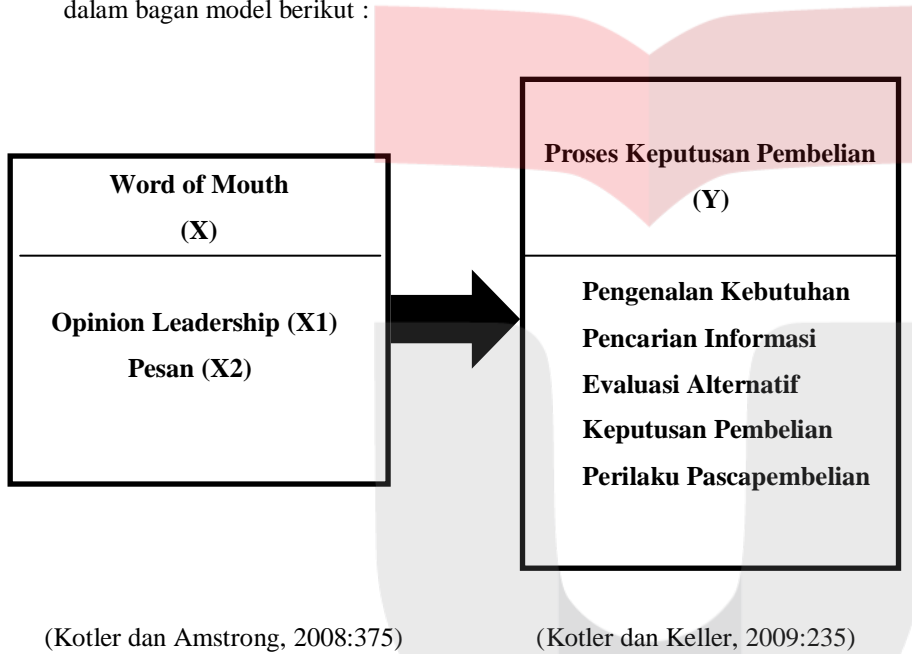 dalam bagan model berikut :
Word of Mouth
(X)
Opinion Leadership (X1)
Pesan (X2)
Proses Keputusan Pembelian
(Y)
Pengenalan Kebutuhan
Pencarian Informasi
Evaluasi Alternatif
Keputusan Pembelian
Perilaku Pascapembelian
(Kotler dan Amstrong, 2008:375)
(Kotler dan Keller, 2009:235)